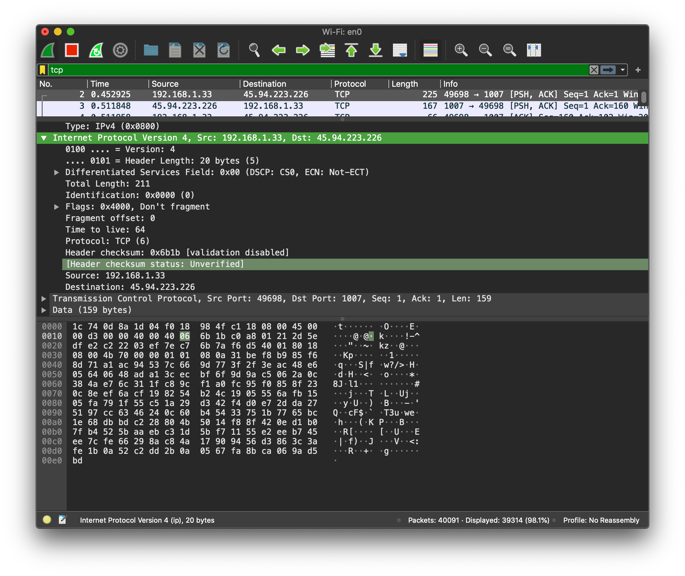 Wi-Fi: en0
tcp
No. Time Source Destination Protocol Length Info
2 0.452925 192.168.1.33 45.94.223.226 TCP 225 49698 → 1007 [PSH, ACK] Seq=1 Ack=1 Win
3 0.511848 45.94.223.226 192.168.1.33 TCP 167 1007 → 49698 [PSH, ACK] Seq=1 Ack=160 Win
Type: IPv4 (0x0800)
Internet Protocol Version 4, Src: 192.168.1.33, Dst: 45.94.223.226
0100 .... = Version: 4
.... 0101 = Header Length: 20 bytes (5)
Differentiated Services Field: 0x00 (DSCP: CS0, ECN: Not-ECT)
Total Length: 211
Identification: 0x0000 (0)
Flags: 0x4000, Don't fragment
Fragment offset: 0
Time to live: 64
Protocol: TCP (6)
Header checksum: 0x6b1b [validation disabled]
[Header checksum status: Unverified]
Source: 192.168.1.33
Destination: 45.94.223.226
Transmission Control Protocol, Src Port: 49698, Dst Port: 1007, Seq: 1, Ack: 1, Len: 159
Data (159 bytes)
0000 1c 74 0d 8a 1d 04 f0 18 98 4f c1 18 08 00 45 00 ·t······ ·O····E·
0010 00 d3 00 00 40 00 40 06 6b 1b c0 a8 01 21 2d 5e ····@·@· k····!-^
0020 df e2 c2 22 03 ef 7e c7 6b 7a f6 d4 01 80 18
0030 08 00 4b 70 00 00 01 01 08 0a 31 be f8 b9 85 f6 ··Kp···· ··1·····
0040 8d 71 a1 ac 94 53 7c 66 9d 77 3f 2f 3e ac 48 e6 ·q···S|f ·w?/>·H·
0050 05 64 06 48 ad a1 3c ec bf 6f 9d 9a c5 06 2a 0c ·d·H··<· ·o····*·
0060 38 4a e7 6c 31 1f c8 9c f1 a0 fc 95 f0 85 8f 23 8J·l1··· ·······#
0070 0c 8e ef 6a cf 19 82 54 b2 4c 19 05 55 6a fb 15 ···j···T ·L··Uj··
0080 05 fa 79 1f 55 c5 1a 29 d3 42 f4 d0 e7 2d da 27 ··y·U··) ·B···-·'
0090 51 97 cc 63 46 24 0c 60 b4 54 33 75 1b 77 65 bc Q··cF$·` ·T3u·we·
00a0 1e 68 db bd c2 28 80 4b 50 14 f8 8f 42 0e d1 b0 ·h···(·K P···B···
00b0 7f b4 52 5b aa eb c3 1d 5b f7 11 55 2e ee b7 45 ··R[···· [··U.··E
00c0 ee 7c fe 66 29 8a c8 4a 17 90 94 56 d3 86 3c 3a ·|·f)··J ···V··<:
00d0 fe 1b 0a 52 c2 dd 2b 0a 05 67 fa 8b ca 06 9a d5 ···R··+· ·g······
00e0 bd ·
Internet Protocol Version 4 (ip), 20 bytes
Packets: 40091 · Displayed: 39314 (98.1%)
Profile: No Reassembly